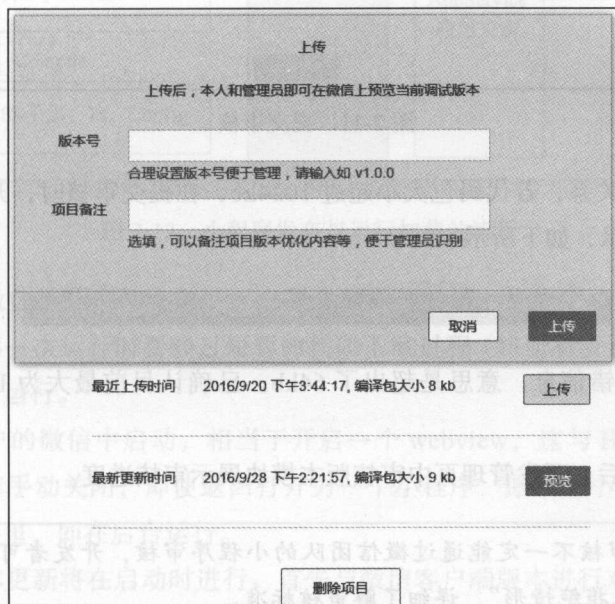 上传
上传后，本人和管理员即可在微信上预览当前调试版本
版本号
合理设置版本号便于管理，请输入如 v1.0.0
项目备注
选填，可以备注项目版本优化内容等，便于管理员识别
取消 上传
最近上传时间 2016/9/20 下午3:44:17, 编译包大小 8 kb 上传
最新更新时间 2016/9/28 下午2:21:57, 编译包大小 9 kb 预览
删除项目